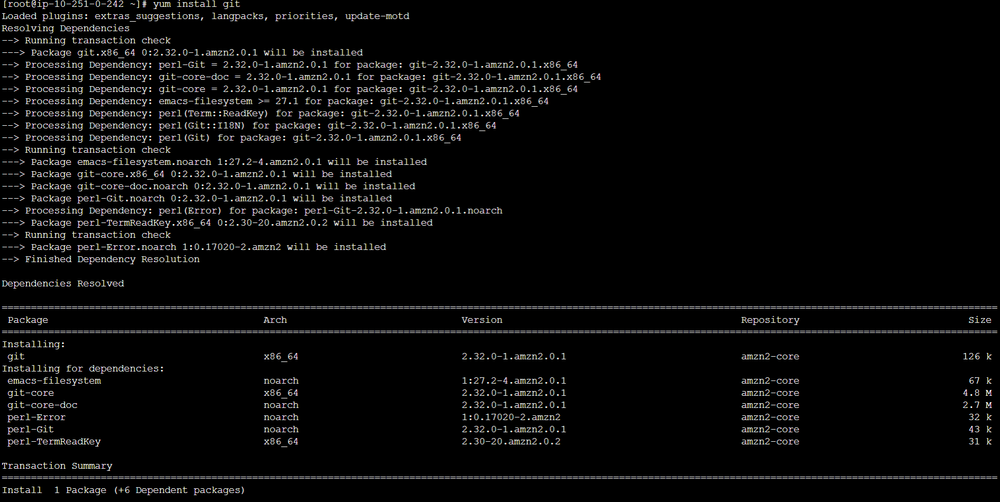 [root@ip-10-251-0-242 ~]# yum install git
Loaded plugins: extras_suggestions, langpacks, priorities, update-motd
Resolving Dependencies
--> Running transaction check
---> Package git.x86_64 0:2.32.0-1.amzn2.0.1 will be installed
--> Processing Dependency: perl-Git = 2.32.0-1.amzn2.0.1 for package: git-2.32.0-1.amzn2.0.1.x86_64
--> Processing Dependency: git-core-doc = 2.32.0-1.amzn2.0.1 for package: git-2.32.0-1.amzn2.0.1.x86_64
--> Processing Dependency: git-core = 2.32.0-1.amzn2.0.1 for package: git-2.32.0-1.amzn2.0.1.x86_64
--> Processing Dependency: emacs-filesystem >= 27.1 for package: git-2.32.0-1.amzn2.0.1.x86_64
--> Processing Dependency: perl(Term::ReadKey) for package: git-2.32.0-1.amzn2.0.1.x86_64
--> Processing Dependency: perl(Git::I18N) for package: git-2.32.0-1.amzn2.0.1.x86_64
--> Processing Dependency: perl(Git) for package: git-2.32.0-1.amzn2.0.1.x86_64
--> Running transaction check
---> Package emacs-filesystem.noarch 1:27.2-4.amzn2.0.1 will be installed
---> Package git-core.x86_64 0:2.32.0-1.amzn2.0.1 will be installed
---> Package git-core-doc.noarch 0:2.32.0-1.amzn2.0.1 will be installed
---> Package perl-Git.noarch 0:2.32.0-1.amzn2.0.1 will be installed
--> Processing Dependency: perl(Error) for package: perl-Git-2.32.0-1.amzn2.0.1.noarch
---> Package perl-TermReadKey.x86_64 0:2.30-20.amzn2.0.2 will be installed
--> Running transaction check
---> Package perl-Error.noarch 1:0.17020-2.amzn2 will be installed
--> Finished Dependency Resolution
Dependencies Resolved
Package Arch Version Repository Size
Installing:
git x86_64 2.32.0-1.amzn2.0.1 amzn2-core 126 k
Installing for dependencies:
emacs-filesystem noarch 1:27.2-4.amzn2.0.1 amzn2-core 67 k
git-core x86_64 2.32.0-1.amzn2.0.1 amzn2-core 4.8 M
git-core-doc noarch 2.32.0-1.amzn2.0.1 amzn2-core 2.7 M
perl-Error noarch 1:0.17020-2.amzn2 amzn2-core 32 k
perl-Git noarch 2.32.0-1.amzn2.0.1 amzn2-core 43 k
perl-TermReadKey x86_64 2.30-20.amzn2.0.2 amzn2-core 31 k
Transaction Summary
Install 1 Package (+6 Dependent packages)